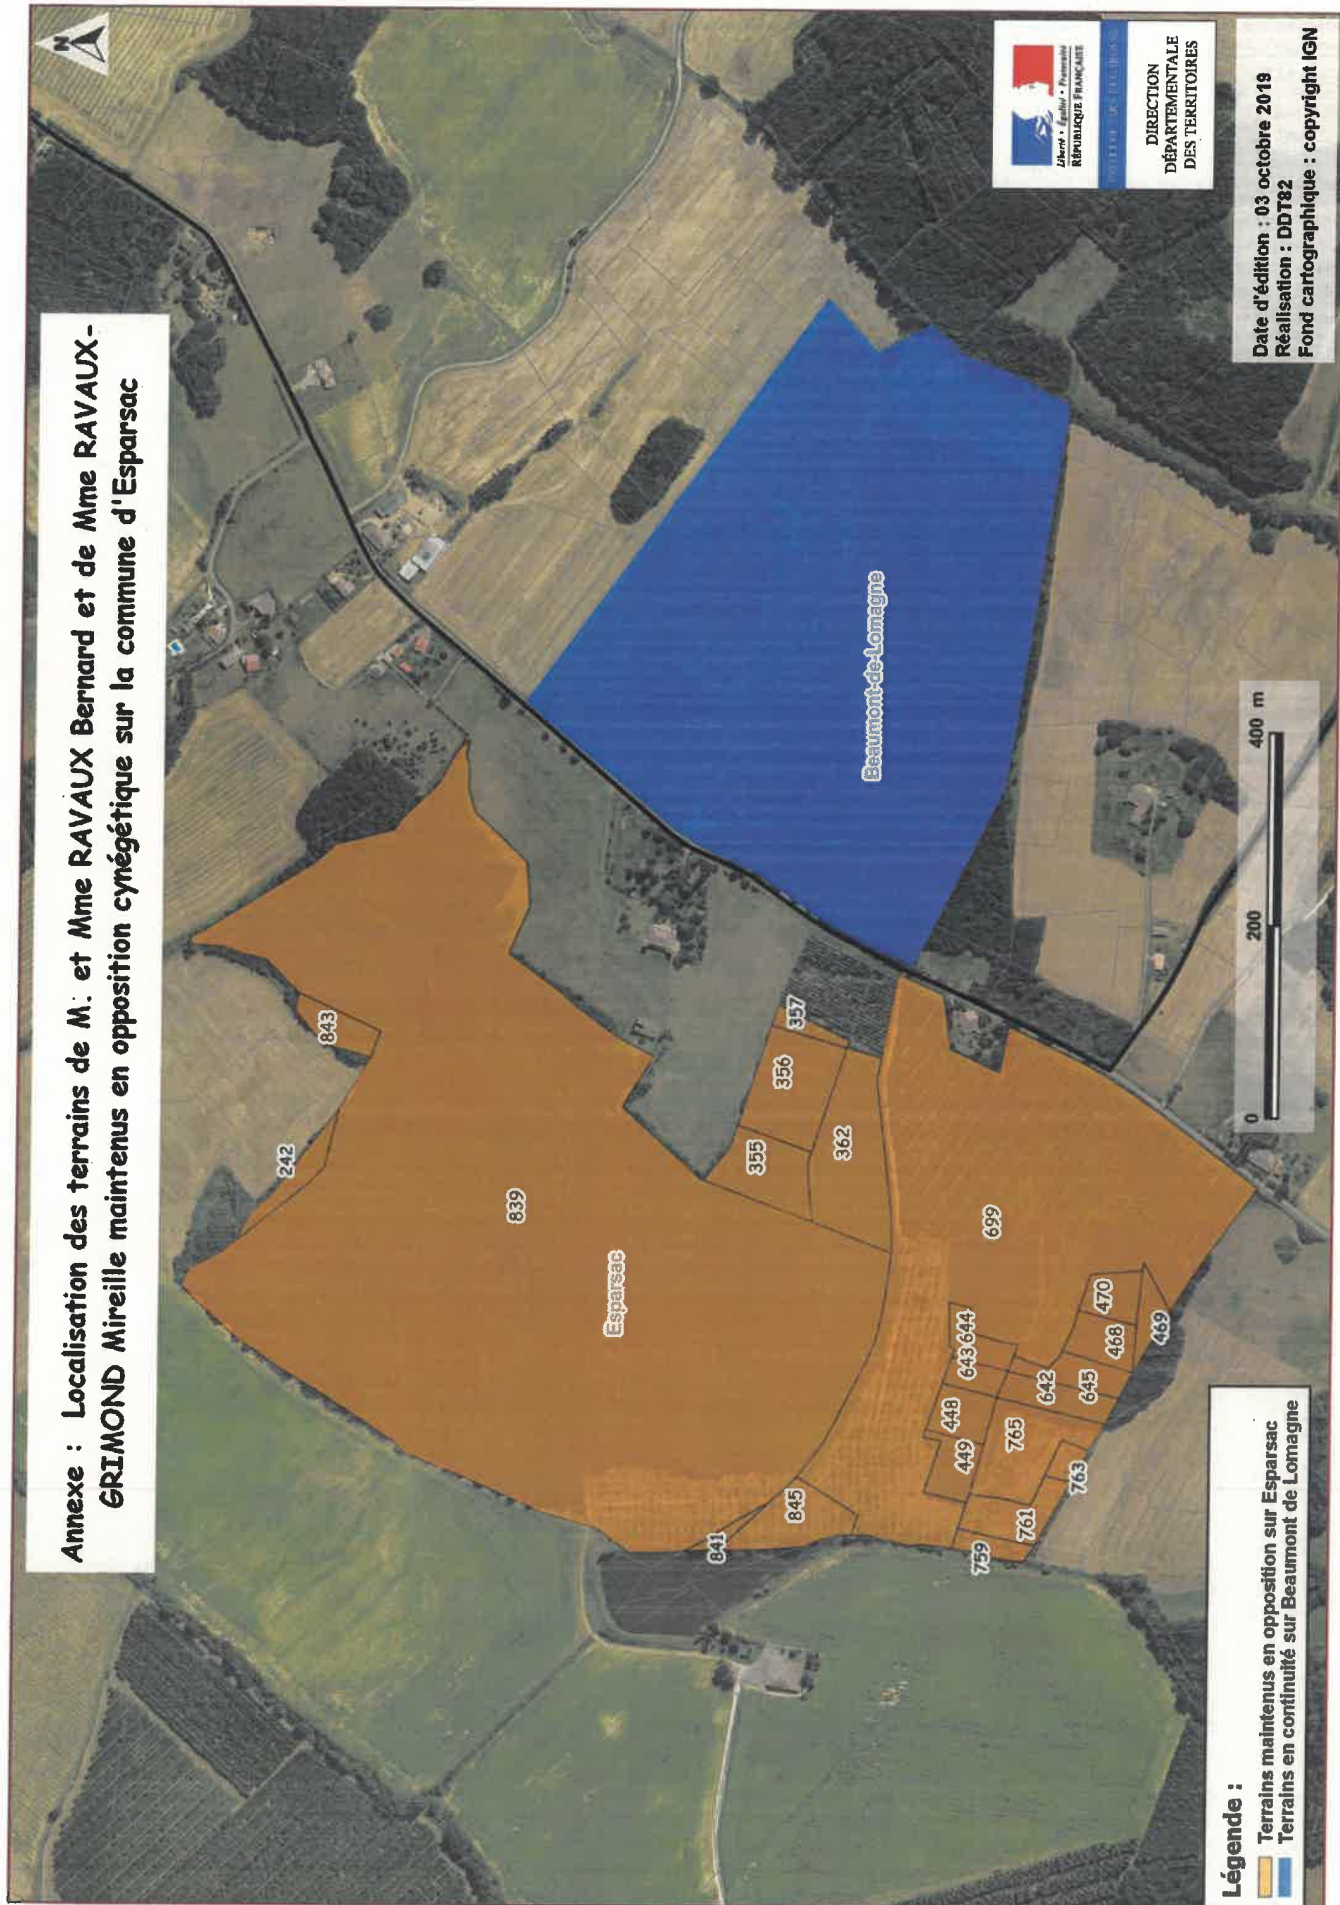 Annexe : Localisation des terrains de M. et Mme RAVAUX Bernard et de Mme RAVAUX-
GRIMOND Mireille maintenus en opposition cynégétique sur la commune d'Esparsac
N
Liberté • Égalité • Fraternité
RÉPUBLIQUE FRANÇAISE
DIRECTION
DÉPARTEMENTALE
DES TERRITOIRES
Date d'édition : 03 octobre 2019
Réalisation : DDT82
Fond cartographique : copyright IGN
242
843
839
Esparsac
355
356
357
362
841
845
699
Beaumont-de-Lomagne
448
449
643
644
759
761
765
763
642
645
468
470
469
0
200
400 m
Légende :
Terrains maintenus en opposition sur Esparsac
Terrains en continuité sur Beaumont de Lomagne